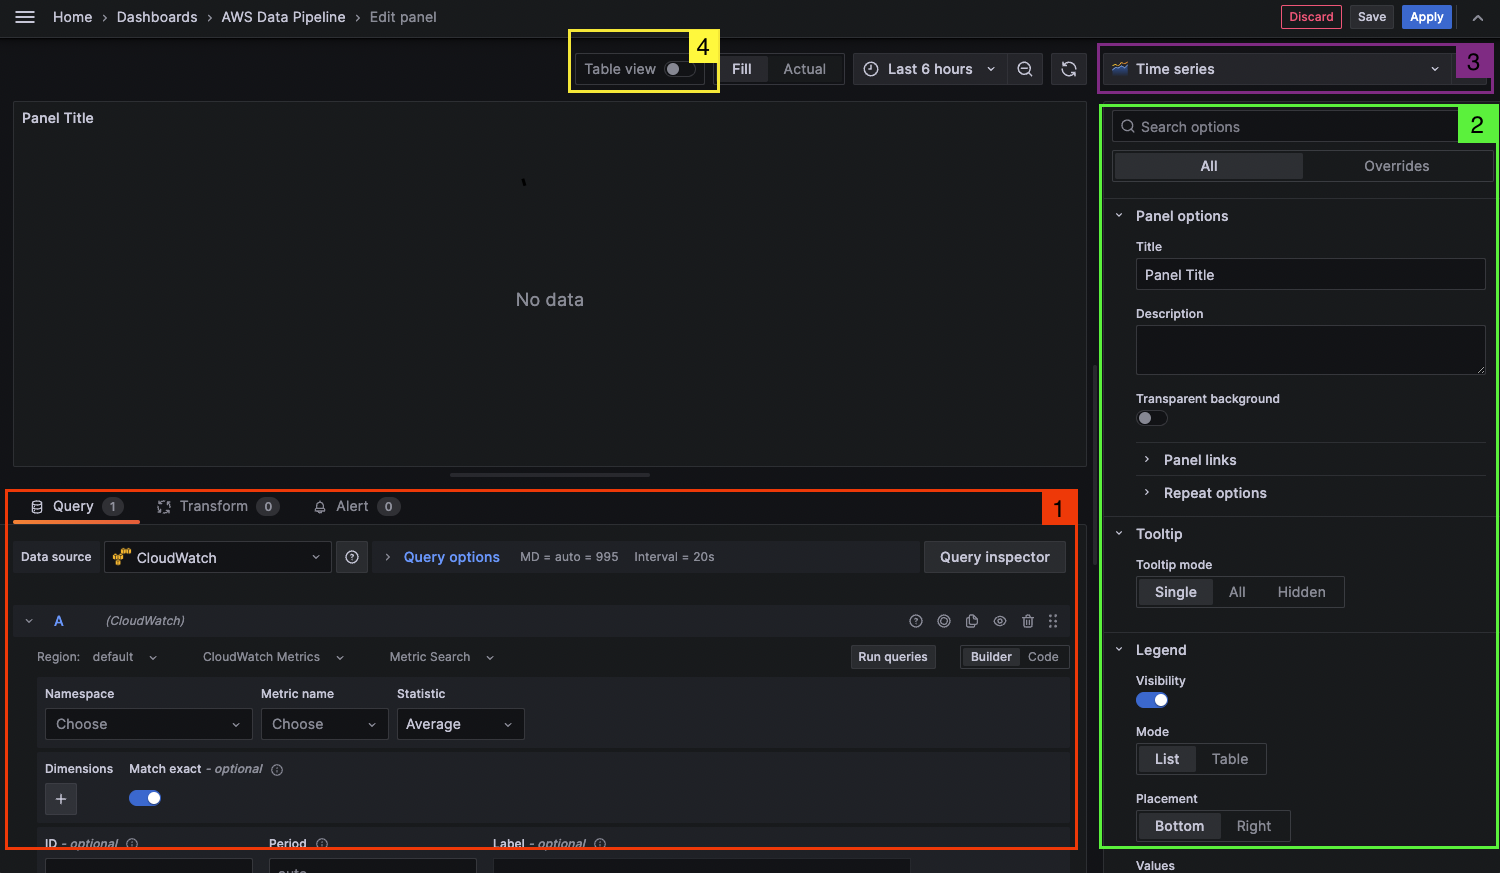 Home › Dashboards › AWS Data Pipeline › Edit panel
Discard Save Apply
Table view
4
Fill Actual
Last 6 hours
Time series
3
Panel Title
No data
Search options
2
All Overrides
Panel options
Title
Panel Title
Description
Transparent background
Panel links
Repeat options
Tooltip
Tooltip mode
Single All Hidden
Legend
Visibility
Mode
List Table
Placement
Bottom Right
Values
Query 1 Transform 0 Alert 0
1
Data source CloudWatch Query options MD = auto = 995 Interval = 20s Query inspector
A (CloudWatch)
Region: default CloudWatch Metrics Metric Search Run queries Builder Code
Namespace Metric name Statistic
Choose Choose Average
Dimensions Match exact - optional
+
ID - optional Period Label - optional
auto